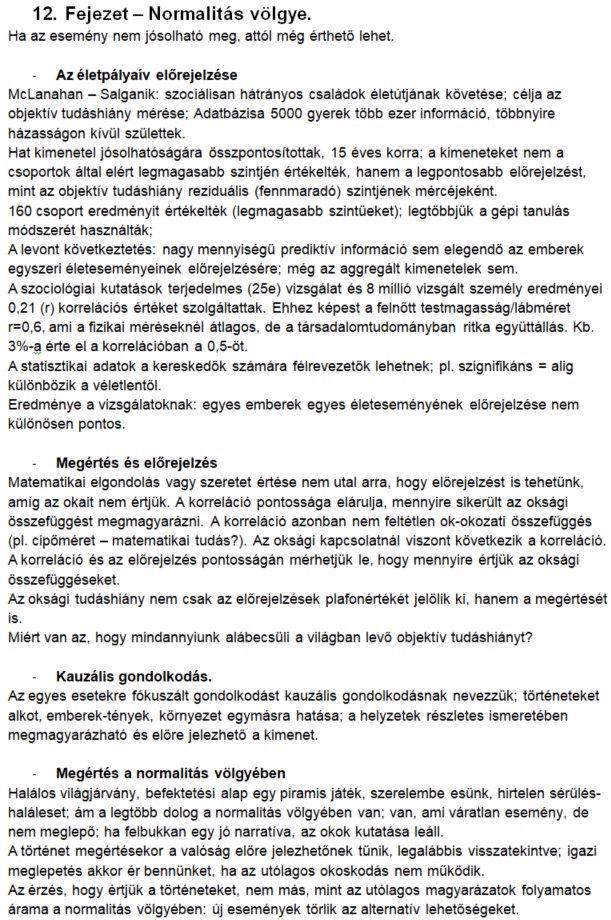 12. Fejezet – Normalitás völgye.
Ha az esemény nem jósolható meg, attól még érthető lehet.
- Az életpályaív előrejelzése
McLanahan – Salganik: szociálisan hátrányos családok életútjának követése; célja az
objektív tudáshiány mérése; Adatbázisa 5000 gyerek több ezer információ, többnyire
házasságon kívül születtek.
Hat kimenetel jósolhatóságára összpontosítottak, 15 éves korra; a kimeneteket nem a
csoportok által elért legmagasabb szintjén értékelték, hanem a legpontosabb előrejelzést,
mint az objektív tudáshiány reziduális (fennmaradó) szintjének mércéjeként.
160 csoport eredményit értékelték (legmagasabb szintűeket); legtöbbjük a gépi tanulás
módszerét használták;
A levont következtetés: nagy mennyiségű prediktív információ sem elegendő az emberek
egyszeri életeseményeinek előrejelzésére; még az aggregált kimenetelek sem.
A szociológiai kutatások terjedelmes (25e) vizsgálat és 8 millió vizsgált személy eredményei
0,21 (r) korrelációs értéket szolgáltattak. Ehhez képest a felnőtt testmagasság/lábméret
r=0,6, ami a fizikai méréseknél átlagos, de a társadalomtudományban ritka együttállás. Kb.
3%-a érte el a korrelációban a 0,5-öt.
A statisztikai adatok a kereskedők számára félrevezetők lehetnek; pl. szignifikáns = alig
különbözik a véletlentől.
Eredménye a vizsgálatoknak: egyes emberek egyes életeseményének előrejelzése nem
különösen pontos.
- Megértés és előrejelzés
Matematikai elgondolás vagy szeretet értése nem utal arra, hogy előrejelzést is tehetünk,
amíg az okait nem értjük. A korreláció pontossága elárulja, mennyire sikerült az oksági
összefüggést megmagyarázni. A korreláció azonban nem feltétlen ok-okozati összefüggés
(pl. cipőméret – matematikai tudás?). Az oksági kapcsolatnál viszont következik a korreláció.
A korreláció és az előrejelzés pontosságán mérhetjük le, hogy mennyire értjük az oksági
összefüggéseket.
Az oksági tudáshiány nem csak az előrejelzések plafonértékét jelölik ki, hanem a megértését
is.
Miért van az, hogy mindannyiunk alábecsüli a világban levő objektív tudáshiányt?
- Kauzális gondolkodás.
Az egyes esetekre fókuszált gondolkodást kauzális gondolkodásnak nevezzük; történeteket
alkot, emberek-tények, környezet egymásra hatása; a helyzetek részletes ismeretében
megmagyarázható és előre jelezhető a kimenet.
- Megértés a normalitás völgyében
Halálos világjárvány, befektetési alap egy piramis játék, szerelembe esünk, hirtelen sérülés-
haláleset; ám a legtöbb dolog a normalitás völgyében van; van, ami váratlan esemény, de
nem meglepő; ha felbukkan egy jó narratíva, az okok kutatása leáll.
A történet megértésekor a valóság előre jelezhetőnek tűnik, legalábbis visszatekintve; igazi
meglepetés akkor ér bennünket, ha az utólagos okoskodás nem működik.
Az érzés, hogy értjük a történeteket, nem más, mint az utólagos magyarázatok folyamatos
árama a normalitás völgyében: új események törlik az alternatív lehetőségeket.